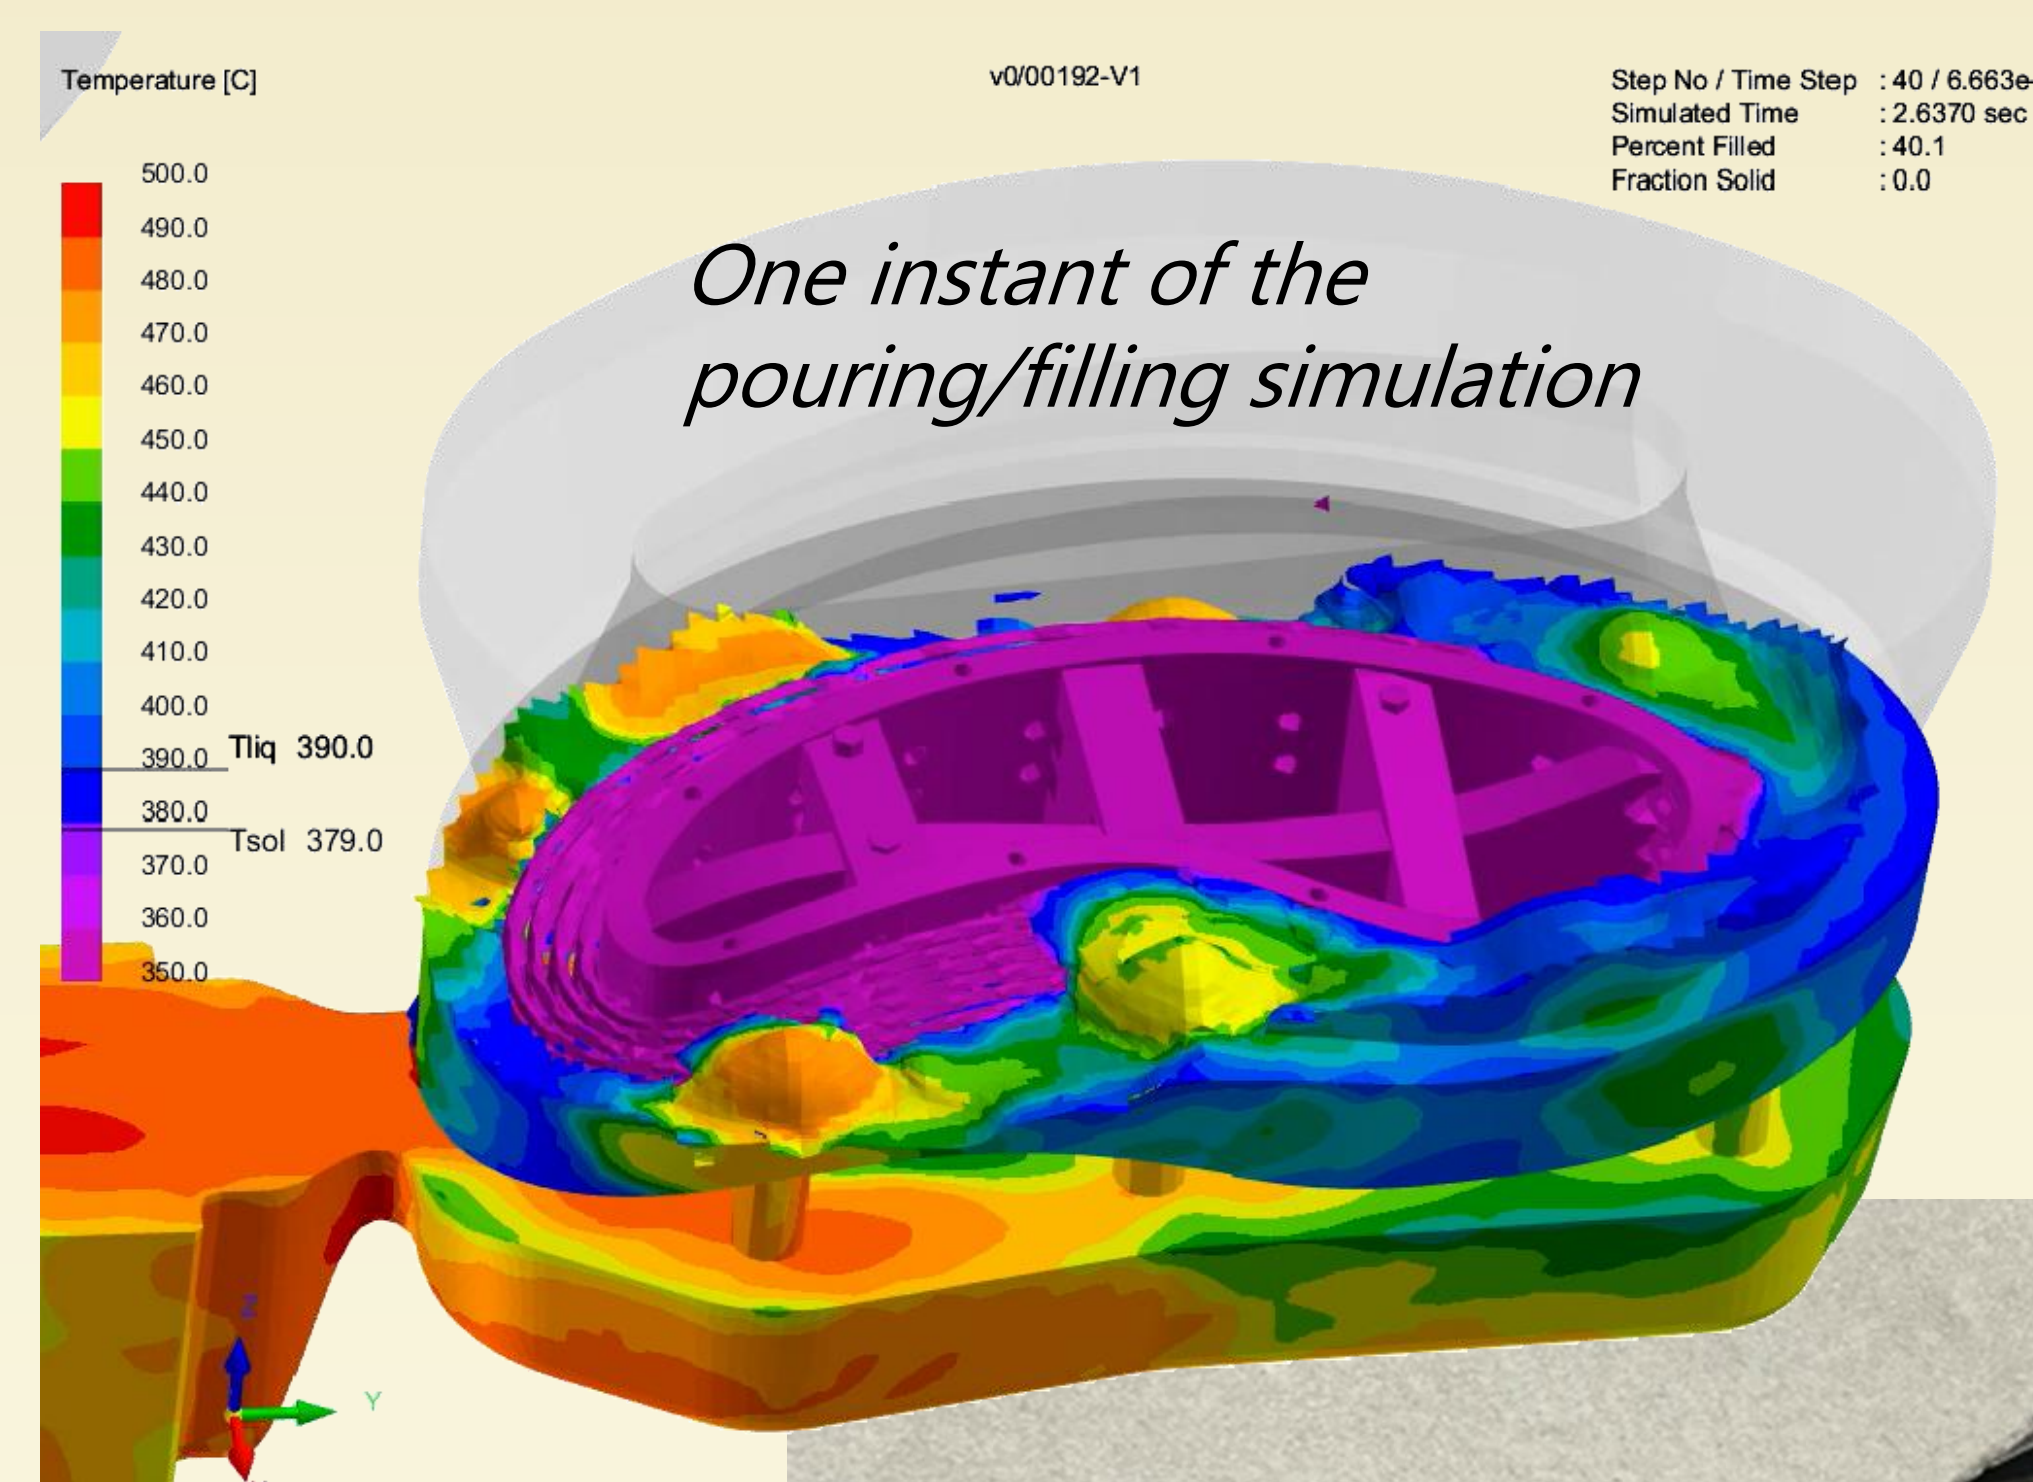 Temperature [C]
v0/00192-V1
Step No / Time Step : 40 / 6.663e-
Simulated Time : 2.6370 sec
Percent Filled : 40.1
Fraction Solid : 0.0
500.0
490.0
480.0
470.0
460.0
450.0
440.0
430.0
420.0
410.0
400.0
390.0
Tliq 390.0
380.0
Tsol 379.0
370.0
360.0
350.0
One instant of the
pouring/filling simulation
Z
Y